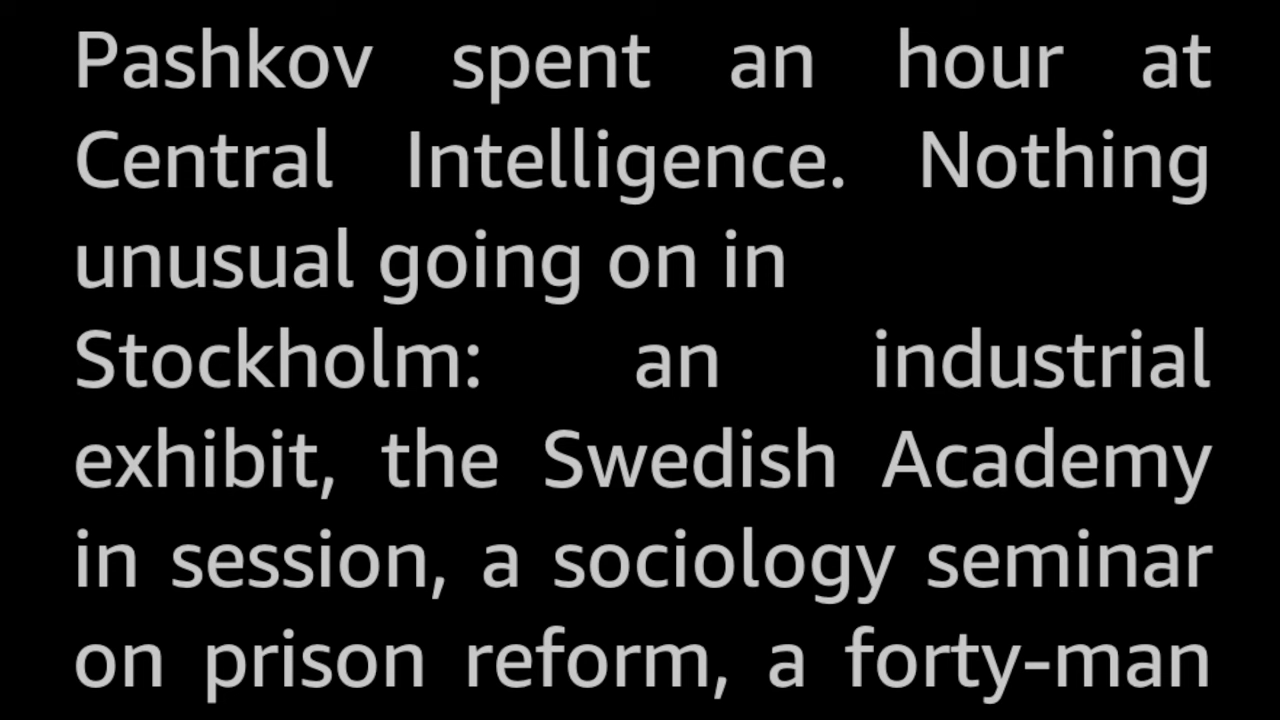 Pashkov spent an hour at
Central Intelligence. Nothing
unusual going on in
Stockholm: an industrial
exhibit, the Swedish Academy
in session, a sociology seminar
on prison reform, a forty-man